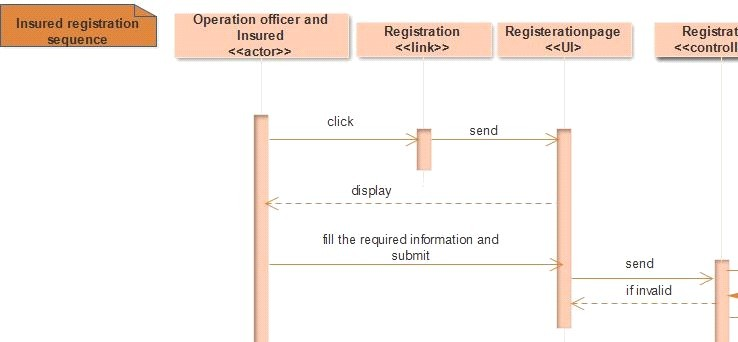 Insured registration
sequence
Operation officer and
Insured
<<actor>>
Registration
<<link>>
Registerationpage
<<UI>
click
send
display
fill the required information and
submit
send
if invalid